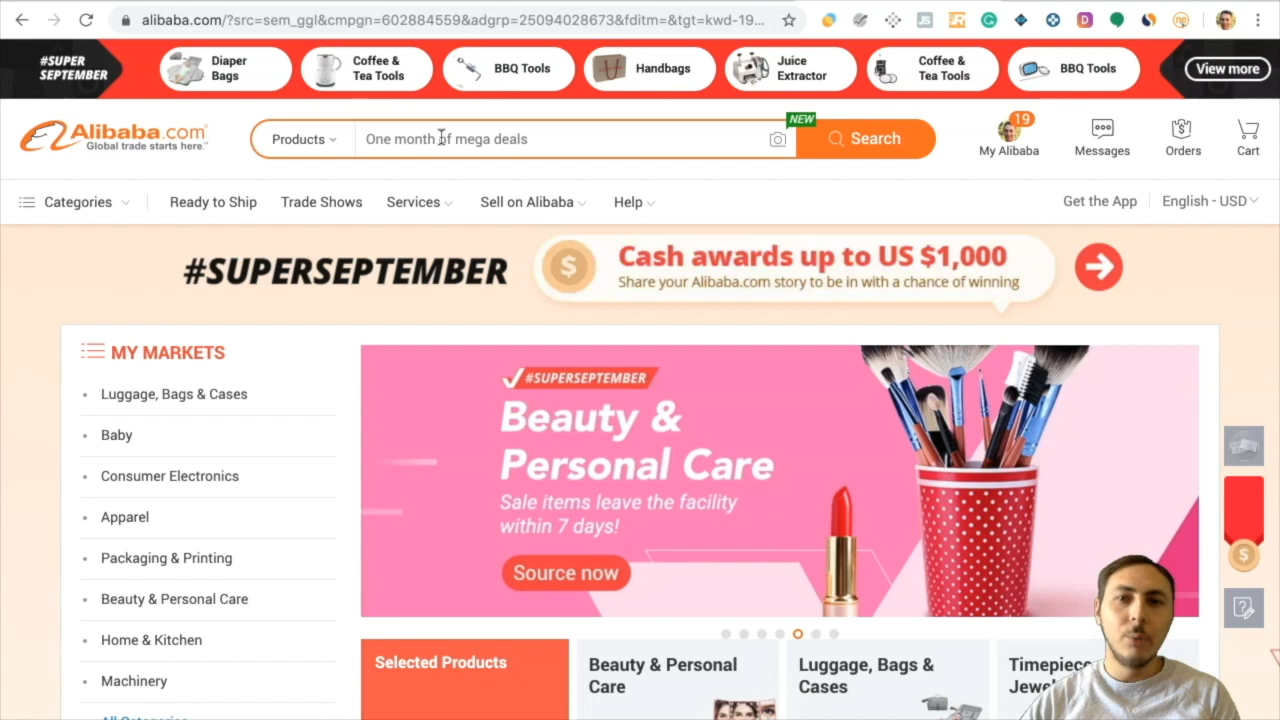 alibaba.com/?src=sem_ggl&cmpgn=602884559&adgrp=25094028673&fditm=&tgt=kwd-19...
#SUPER
SEPTEMBER
Diaper
Bags
Coffee &
Tea Tools
BBQ Tools
Handbags
Juice
Extractor
Coffee &
Tea Tools
BBQ Tools
View more
Alibaba.com
Global trade starts here.™
Products
One month of mega deals
NEW
Search
19
My Alibaba
Messages
Orders
Cart
Categories
Ready to Ship
Trade Shows
Services
Sell on Alibaba
Help
Get the App
English - USD
#SUPERSEPTEMBER
Cash awards up to US $1,000
Share your Alibaba.com story to be in with a chance of winning
MY MARKETS
Luggage, Bags & Cases
Baby
Consumer Electronics
Apparel
Packaging & Printing
Beauty & Personal Care
Home & Kitchen
Machinery
All Categories
#SUPERSEPTEMBER
Beauty &
Personal Care
Sale items leave the facility
within 7 days!
Source now
Selected Products
Beauty & Personal
Care
Luggage, Bags &
Cases